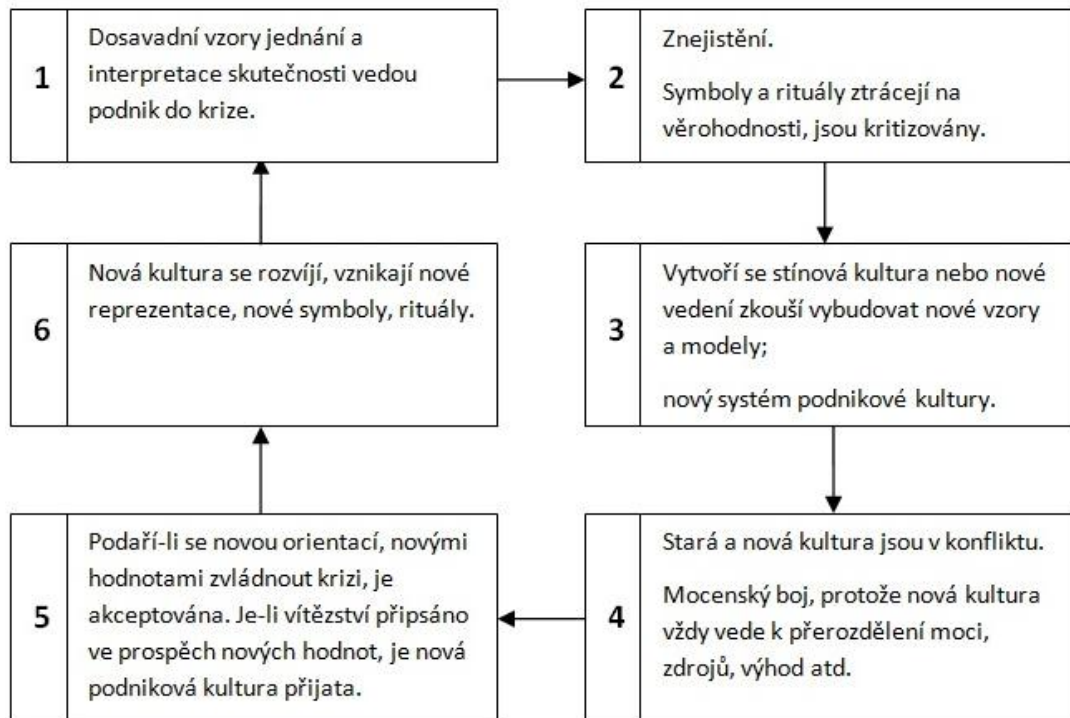 1
Dosavadní vzory jednání a
interpretace skutečnosti vedou
podnik do krize.
2
Znejistění.
Symboly a rituály ztrácejí na
věrohodnosti, jsou kritizovány.
3
Vytvoří se stínová kultura nebo nové
vedení zkouší vybudovat nové vzory
a modely;
nový systém podnikové kultury.
4
Stará a nová kultura jsou v konfliktu.
Mocenský boj, protože nová kultura
vždy vede k přerozdělení moci,
zdrojů, výhod atd.
5
Podaří-li se novou orientací, novými
hodnotami zvládnout krizi, je
akceptována. Je-li vítězství připsáno
ve prospěch nových hodnot, je nová
podniková kultura přijata.
6
Nová kultura se rozvíjí, vznikají nové
reprezentace, nové symboly, rituály.